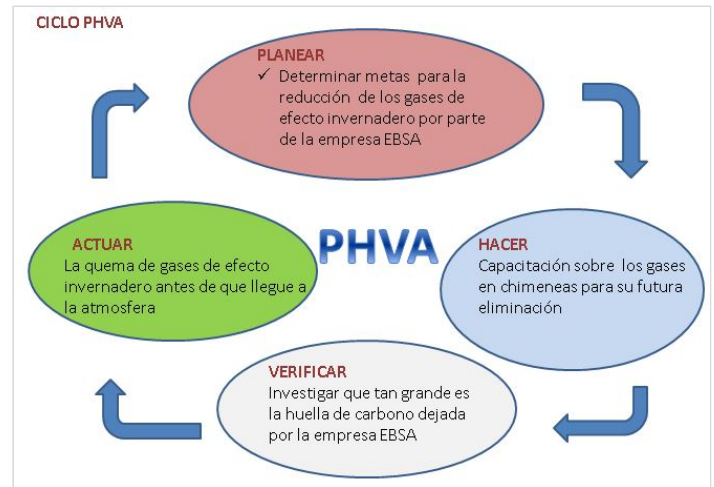 CICLO PHVA
PLANEAR
✓ Determinar metas para la
reducción de los gases de
efecto invernadero por parte
de la empresa EBSA
PHVA
HACER
Capacitación sobre los gases
en chimeneas para su futura
eliminación
VERIFICAR
Investigar que tan grande es
la huella de carbono dejada
por la empresa EBSA
ACTUAR
La quema de gases de efecto
invernadero antes de que llegue a
la atmosfera